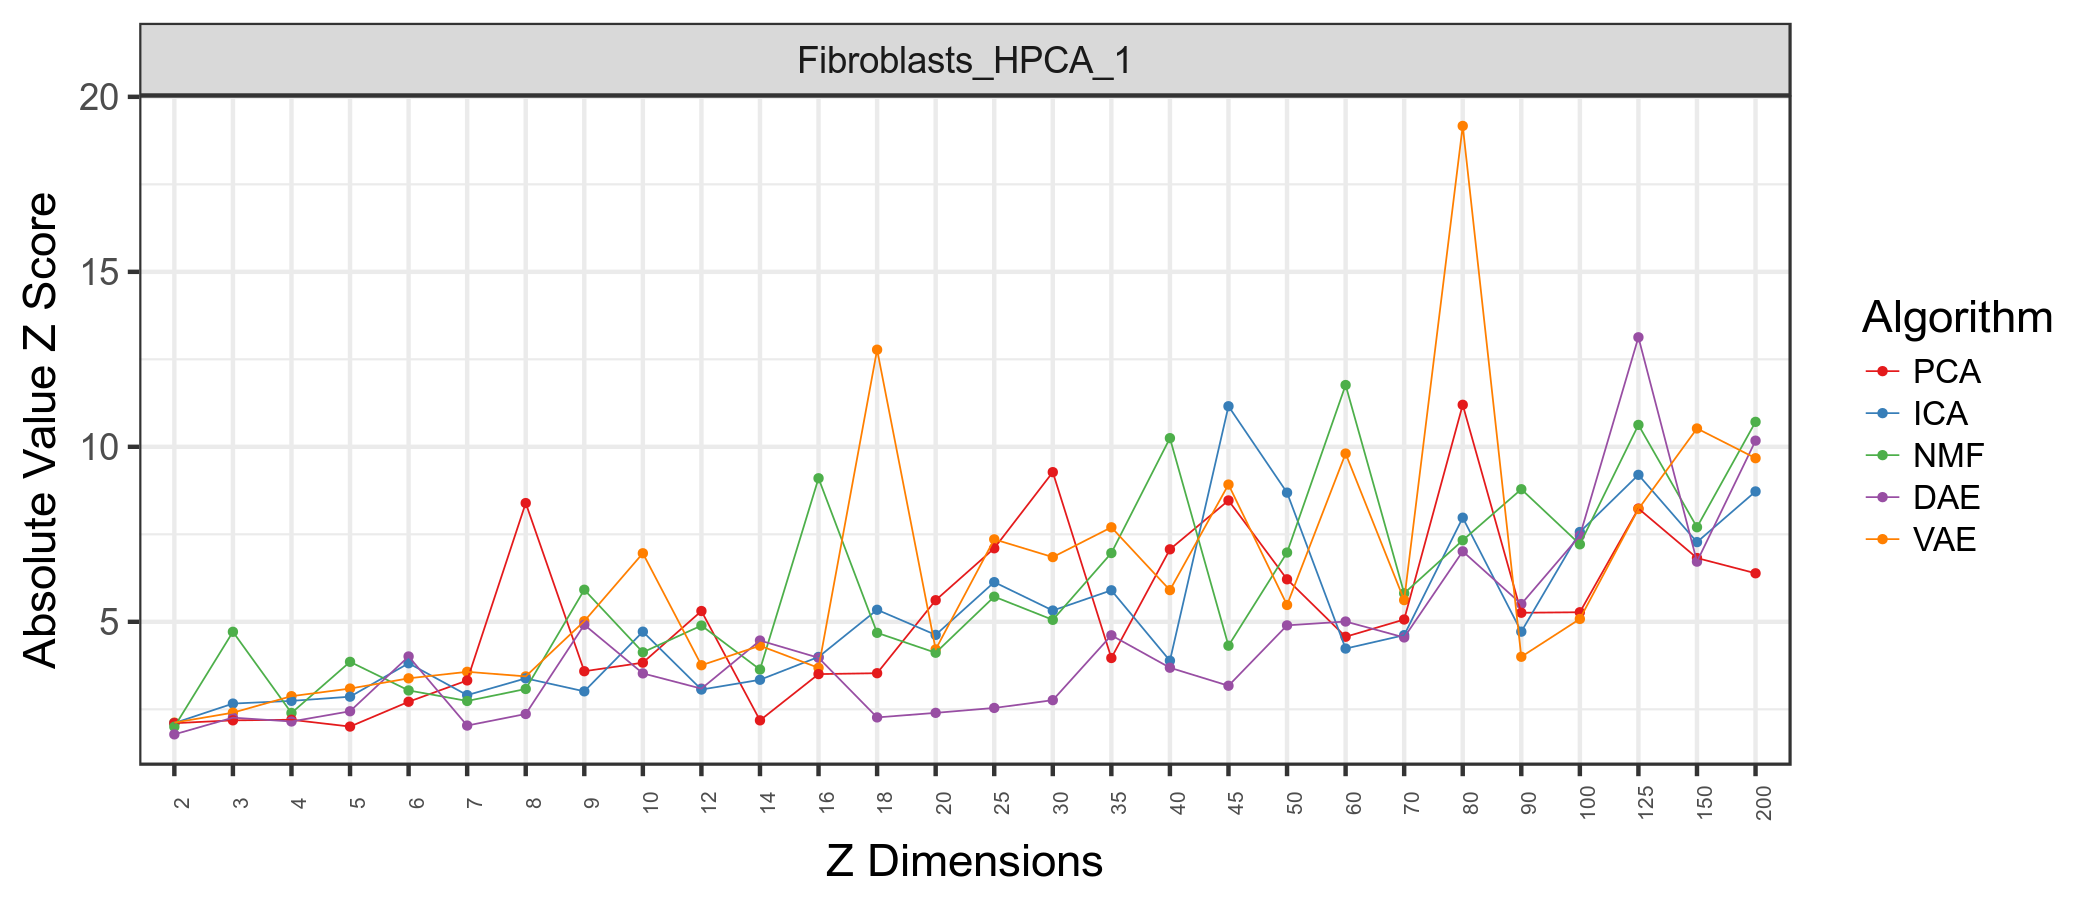 Fibroblasts_HPCA_1
Absolute Value Z Score
20
15
10
5
2 3 4 5 6 7 8 9 10 12 14 16 18 20 25 30 35 40 45 50 60 70 80 90 100 125 150 200
Z Dimensions
Algorithm
PCA
ICA
NMF
DAE
VAE